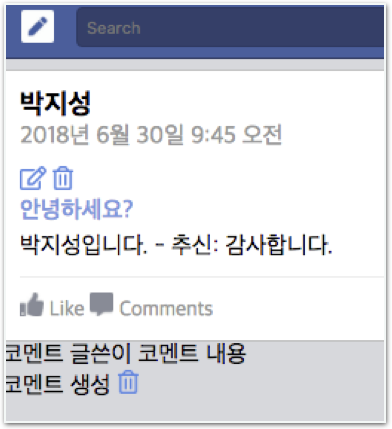 Search
박지성
2018년 6월 30일 9:45 오전
안녕하세요?
박지성입니다. - 추신: 감사합니다.
Like Comments
코멘트 글쓴이 코멘트 내용
코멘트 생성